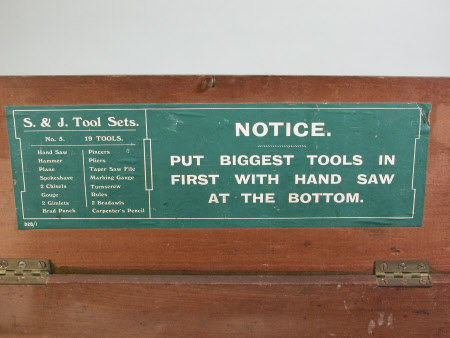 S. & J. Tool Sets.
No. 5. 19 TOOLS.
Hand Saw
Hammer
Plane
Spokeshave
2 Chisels
Gouge
2 Gimlets
Brad Punch
Pincers
Pliers
Taper Saw File
Marking Gauge
Turnscrew
Rules
2 Bradawls
Carpenter's Pencil
NOTICE.
PUT BIGGEST TOOLS IN
FIRST WITH HAND SAW
AT THE BOTTOM.